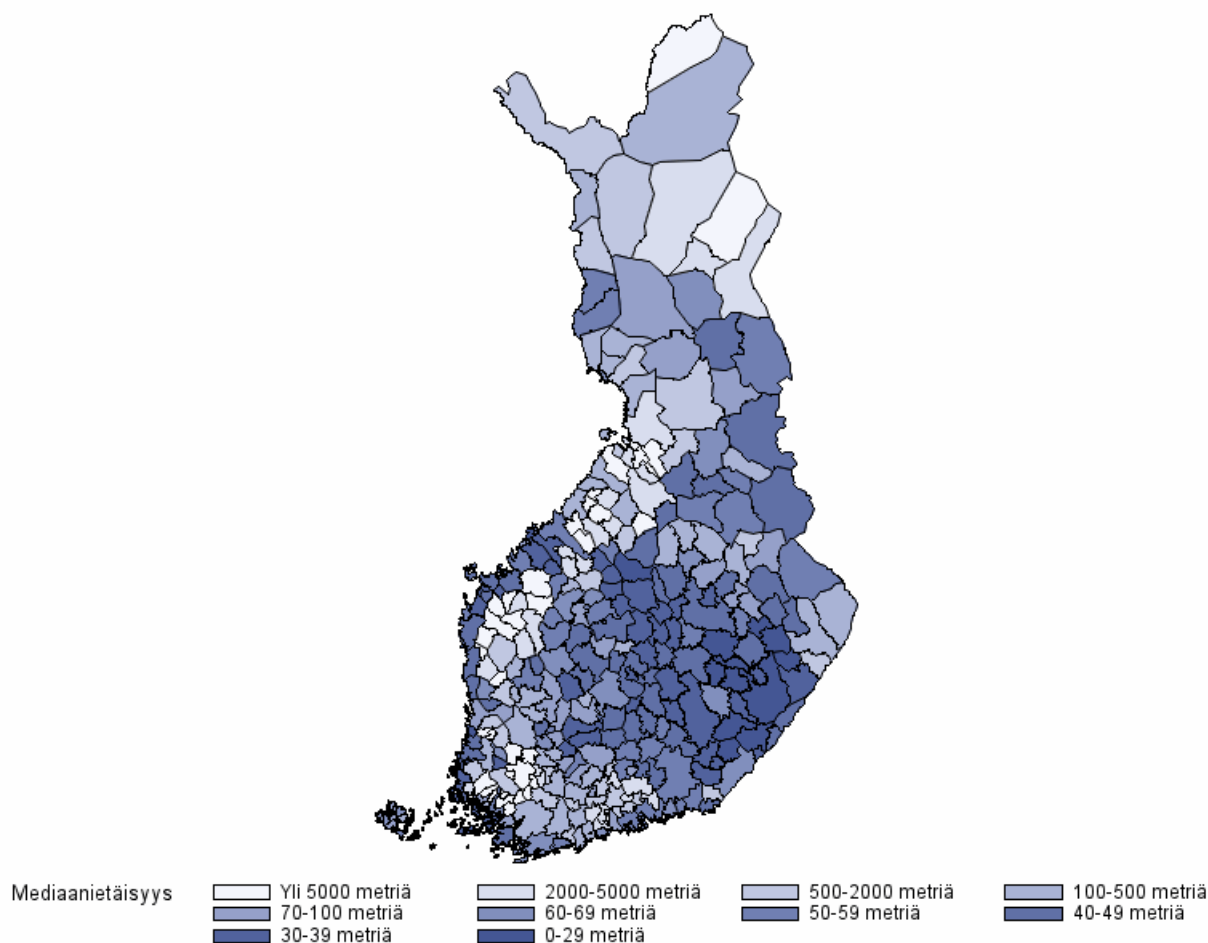 Mediaanietäisyys Yli 5000 metriä 2000-5000 metriä 500-2000 metriä 100-500 metriä
70-100 metriä 60-69 metriä 50-59 metriä 40-49 metriä
30-39 metriä 0-29 metriä